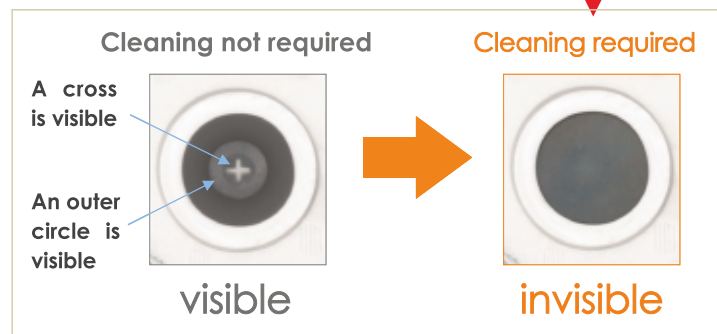 Cleaning not required
A cross
is visible
An outer
circle is
visible
visible
Cleaning required
invisible